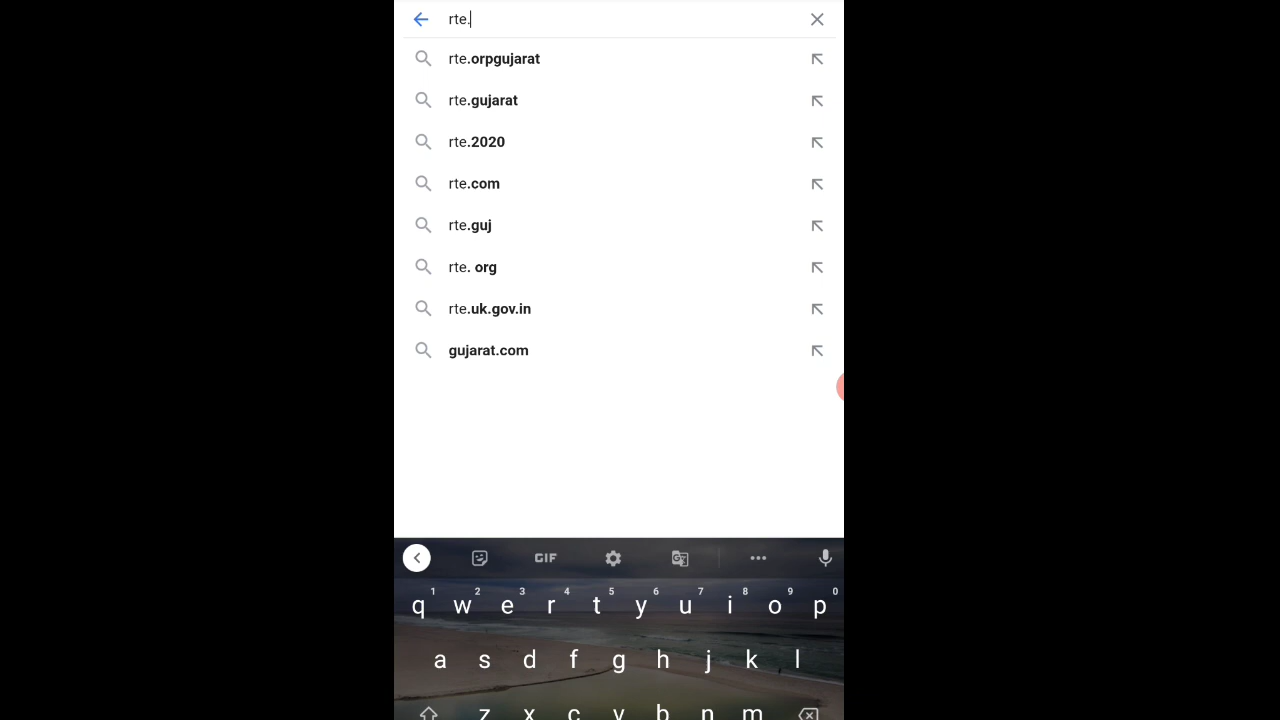 rte.
rte.orpgujarat
rte.gujarat
rte.2020
rte.com
rte.guj
rte. org
rte.uk.gov.in
gujarat.com
GIF
1 2 3 4 5 6 7 8 9 0
q w e r t y u i o p
a s d f g h j k l
z x c v b n m